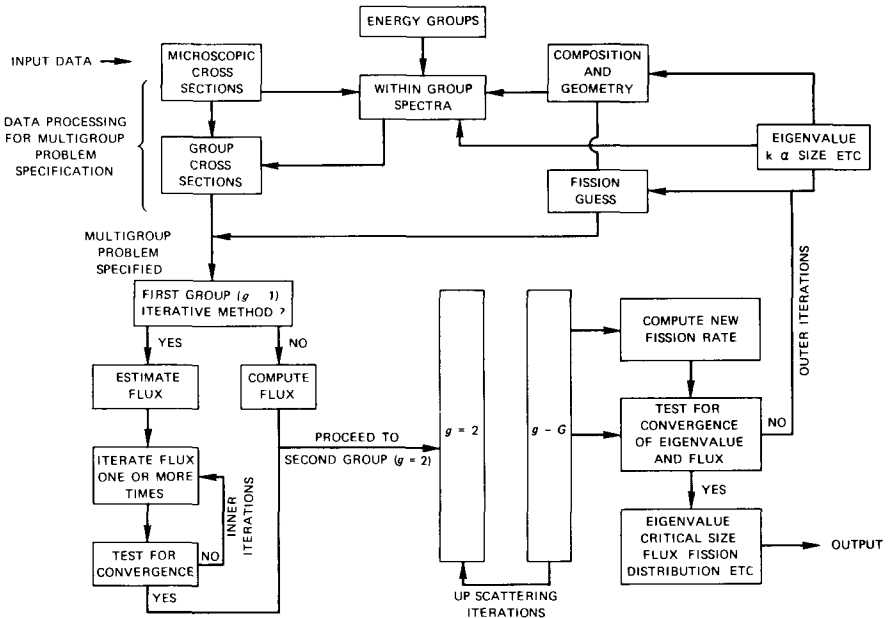 ENERGY GROUPS
INPUT DATA
MICROSCOPIC
CROSS
SECTIONS
WITHIN GROUP
SPECTRA
COMPOSITION
AND
GEOMETRY
DATA PROCESSING
FOR MULTIGROUP
PROBLEM
SPECIFICATION
GROUP
CROSS
SECTIONS
EIGENVALUE
k α SIZE ETC
FISSION
GUESS
MULTIGROUP
PROBLEM
SPECIFIED
FIRST GROUP (g 1)
ITERATIVE METHOD ?
YES
NO
ESTIMATE
FLUX
COMPUTE
FLUX
ITERATE FLUX
ONE OR MORE
TIMES
INNER
ITERATIONS
TEST FOR
CONVERGENCE
NO
YES
PROCEED TO
SECOND GROUP (g = 2)
g = 2
g - G
UP SCATTERING
ITERATIONS
COMPUTE NEW
FISSION RATE
OUTER ITERATIONS
TEST FOR
CONVERGENCE
OF EIGENVALUE
AND FLUX
NO
YES
EIGENVALUE
CRITICAL SIZE
FLUX FISSION
DISTRIBUTION ETC
OUTPUT